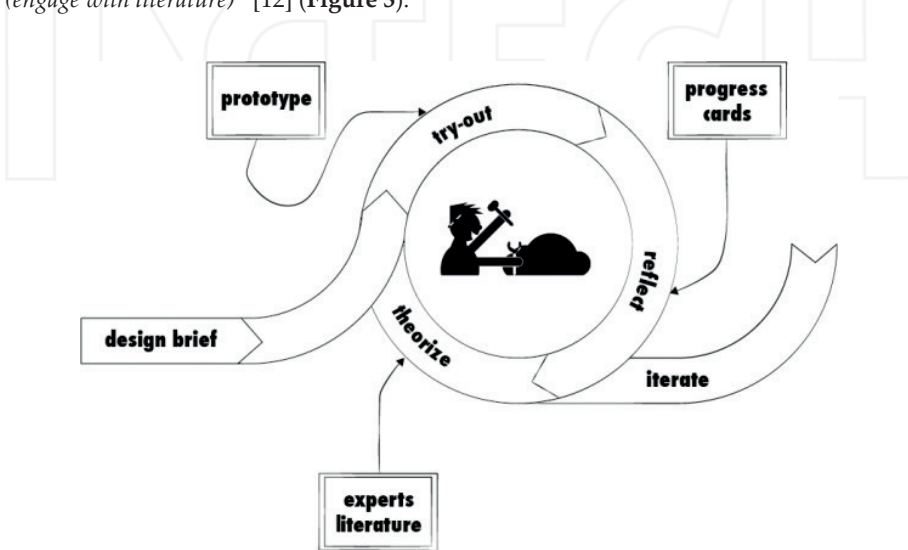 (engage with literature)" [12] (Figure 3).
prototype
progress
cards
try-out
reflect
design brief
theorize
iterate
experts
literature